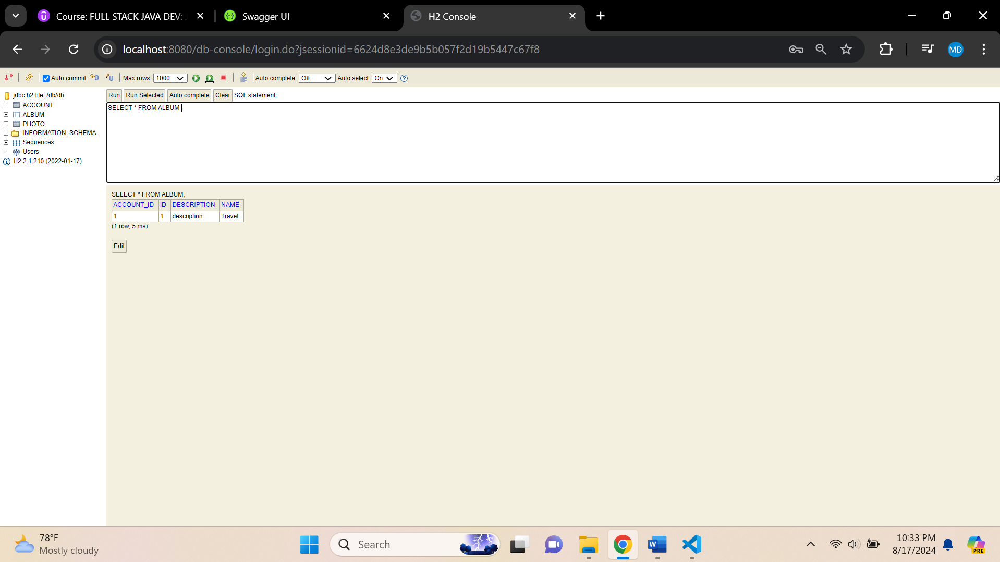 Course: FULL STACK JAVA DEV:
Swagger UI
H2 Console
localhost:8080/db-console/login.do?jsessionid=6624d8e3de9b5b057f2d19b5447c67f8
MD
Auto commit
Max rows: 1000
Auto complete Off
Auto select On
jdbc:h2:file:./db/db
ACCOUNT
ALBUM
PHOTO
INFORMATION_SCHEMA
Sequences
Users
H2 2.1.210 (2022-01-17)
Run Run Selected Auto complete Clear SQL statement:
SELECT * FROM ALBUM
SELECT * FROM ALBUM;
ACCOUNT_ID ID DESCRIPTION NAME
1 1 description Travel
(1 row, 5 ms)
Edit
78°F
Mostly cloudy
Search
W
10:33 PM
8/17/2024
PRE